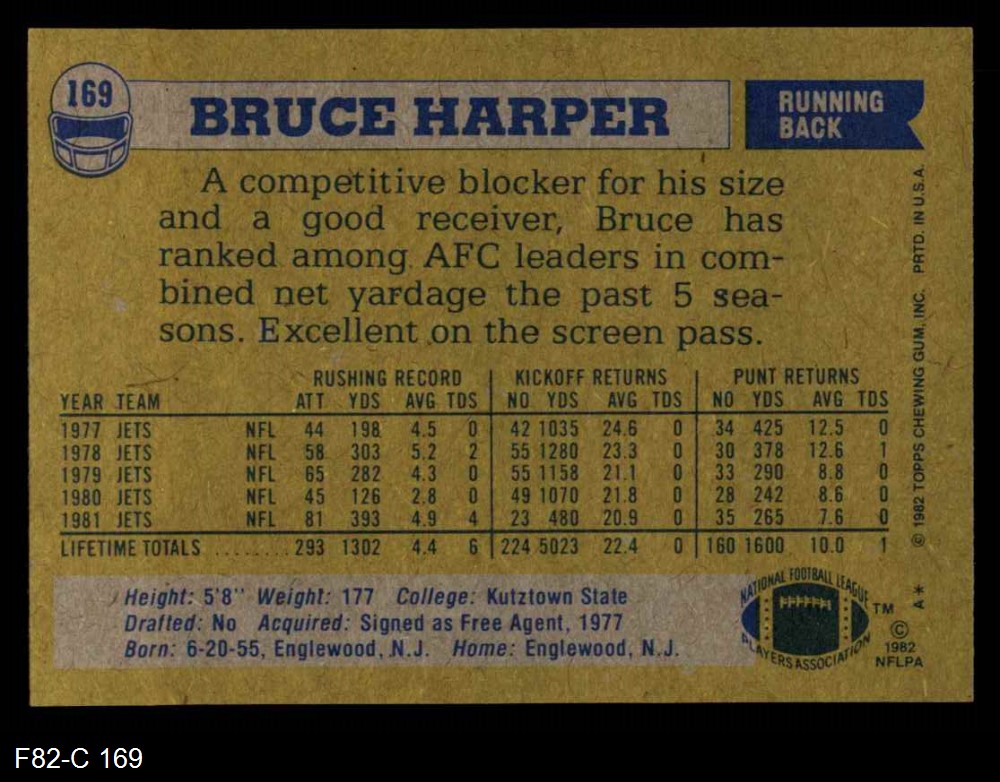 169
BRUCE HARPER
RUNNING
BACK
A competitive blocker for his size
and a good receiver, Bruce has
ranked among AFC leaders in com-
bined net yardage the past 5 sea-
sons. Excellent on the screen pass.
RUSHING RECORD KICKOFF RETURNS PUNT RETURNS
YEAR TEAM ATT YDS AVG TDS NO YDS AVG TDS NO YDS AVG TDS
1977 JETS NFL 44 198 4.5 0 42 1035 24.6 0 34 425 12.5 0
1978 JETS NFL 58 303 5.2 2 55 1280 23.3 0 30 378 12.6 1
1979 JETS NFL 65 282 4.3 0 55 1158 21.1 0 33 290 8.8 0
1980 JETS NFL 45 126 2.8 0 49 1070 21.8 0 28 242 8.6 0
1981 JETS NFL 81 393 4.9 4 23 480 20.9 0 35 265 7.6 0
LIFETIME TOTALS ........ 293 1302 4.4 6 224 5023 22.4 0 160 1600 10.0 1
Height: 5'8" Weight: 177 College: Kutztown State
Drafted: No Acquired: Signed as Free Agent, 1977
Born: 6-20-55, Englewood, N.J. Home: Englewood, N.J.
NATIONAL FOOTBALL LEAGUE
PLAYERS ASSOCIATION
TM
©
1982
NFLPA
© 1982 TOPPS CHEWING GUM, INC. PRTD. IN U.S.A.
A *
F82-C 169